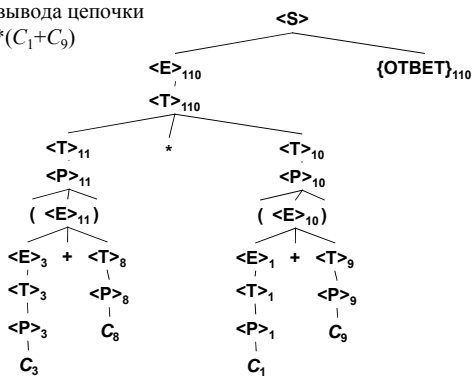 вывода цепочки
*(C₁+C₉)
<S>
<E>₁₁₀ {ОТВЕТ}₁₁₀
<T>₁₁₀
<T>₁₁ * <T>₁₀
<P>₁₁ <P>₁₀
( <E>₁₁ ) ( <E>₁₀ )
<E>₃ + <T>₈ <E>₁ + <T>₉
<T>₃ <P>₈ <T>₁ <P>₉
<P>₃ C₈ <P>₁ C₉
C₃ C₁